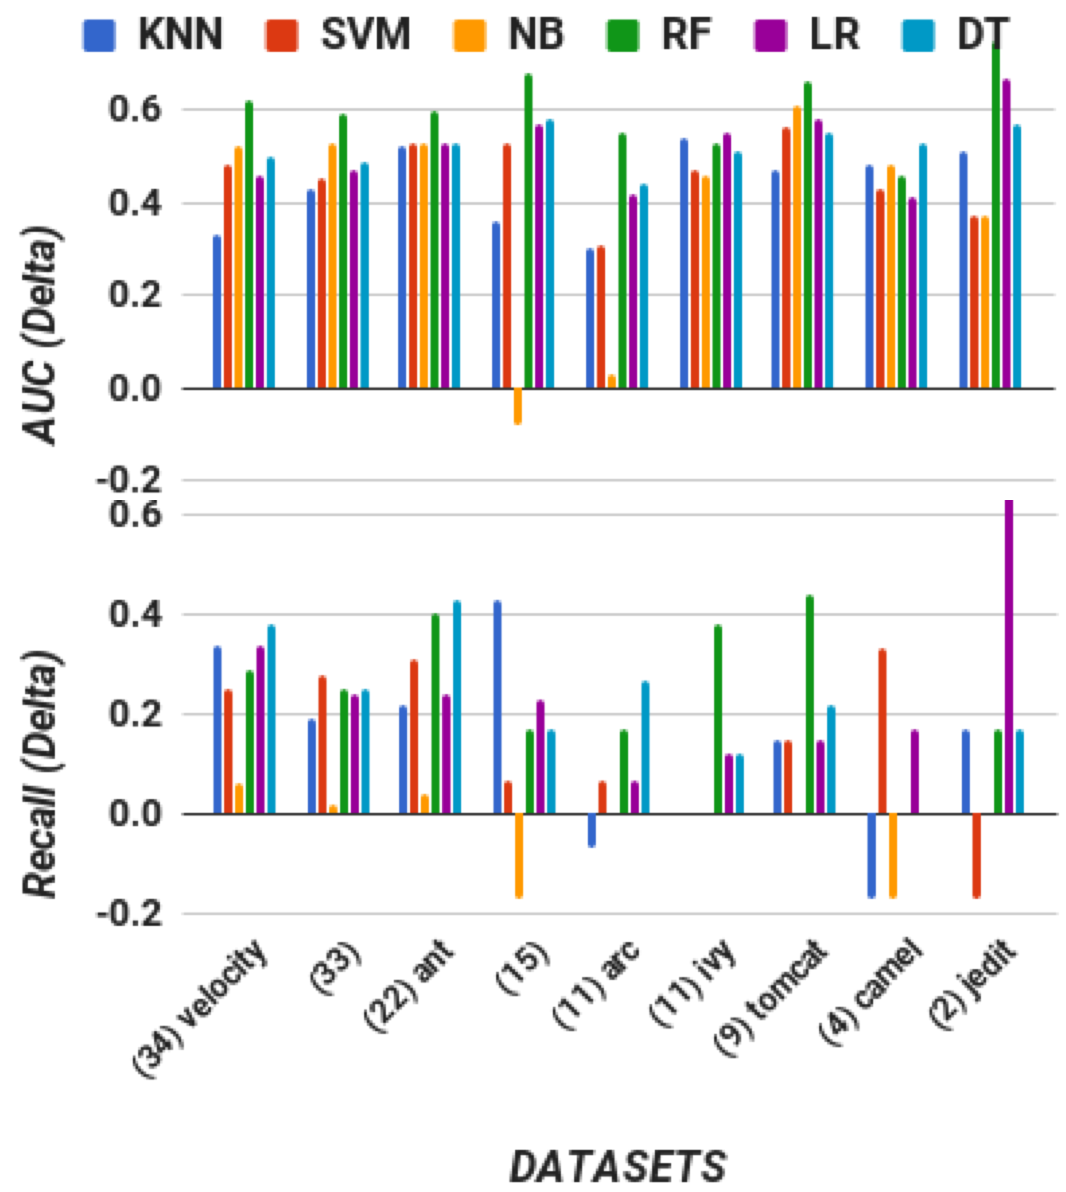 KNN SVM NB RF LR DT
AUC (Delta)
0.6
0.4
0.2
0.0
-0.2
Recall (Delta)
0.6
0.4
0.2
0.0
-0.2
(34) velocity
(33)
(22) ant
(15)
(11) arc
(11) ivy
(9) tomcat
(4) camel
(2) jedit
DATASETS